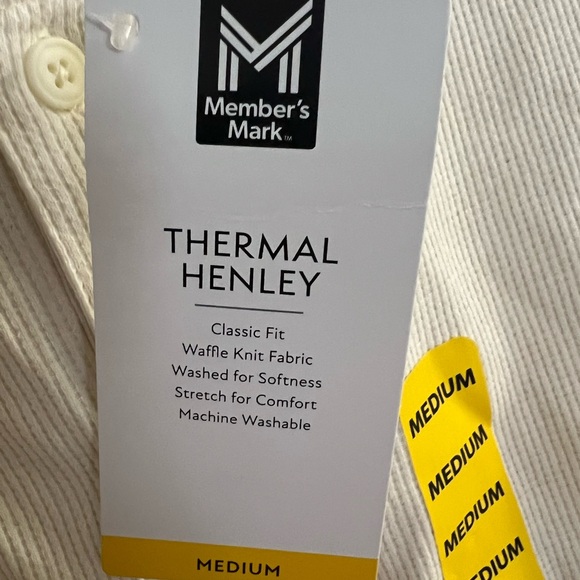 Member's
Mark™
THERMAL
HENLEY
Classic Fit
Waffle Knit Fabric
Washed for Softness
Stretch for Comfort
Machine Washable
MEDIUM
MEDIUM
MEDIUM
MEDIUM
MEDIUM